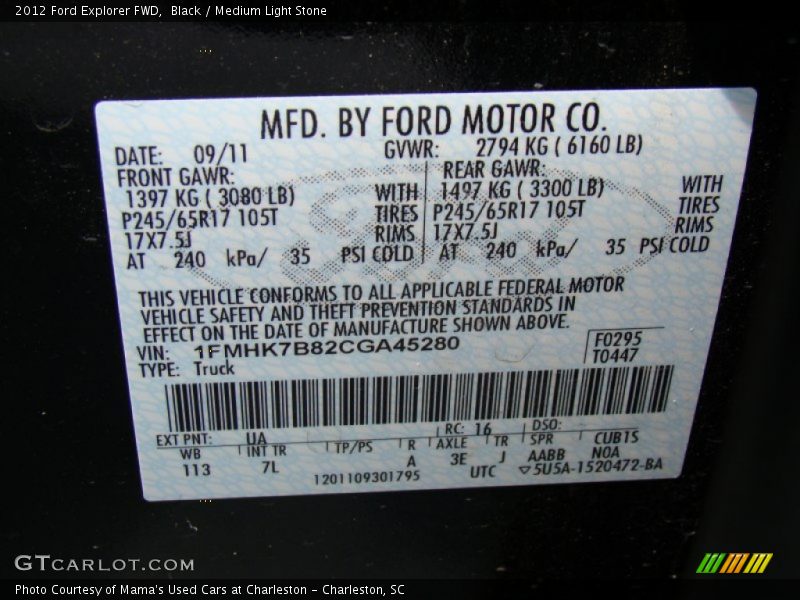 2012 Ford Explorer FWD,  Black / Medium Light Stone
MFD. BY FORD MOTOR CO.
DATE: 09/11 GVWR: 2794 KG ( 6160 LB)
FRONT GAWR: REAR GAWR:
1397 KG ( 3080 LB) WITH 1497 KG ( 3300 LB) WITH
P245/65R17 105T TIRES P245/65R17 105T TIRES
17X7.5J RIMS 17X7.5J RIMS
AT 240 kPa/ 35 PSI COLD AT 240 kPa/ 35 PSI COLD
THIS VEHICLE CONFORMS TO ALL APPLICABLE FEDERAL MOTOR
VEHICLE SAFETY AND THEFT PREVENTION STANDARDS IN
EFFECT ON THE DATE OF MANUFACTURE SHOWN ABOVE.
VIN: 1FMHK7B82CGA45280 F0295
TYPE: Truck T0447
EXT PNT: UA RC: 16 DSO:
WB INT TR TP/PS R AXLE TR SPR CUBTS
113 7L A 3E J AABB NOA
1201109301795 UTC ▽5U5A-1520472-BA
GTCARLOT.COM
Photo Courtesy of Mama's Used Cars at Charleston - Charleston, SC